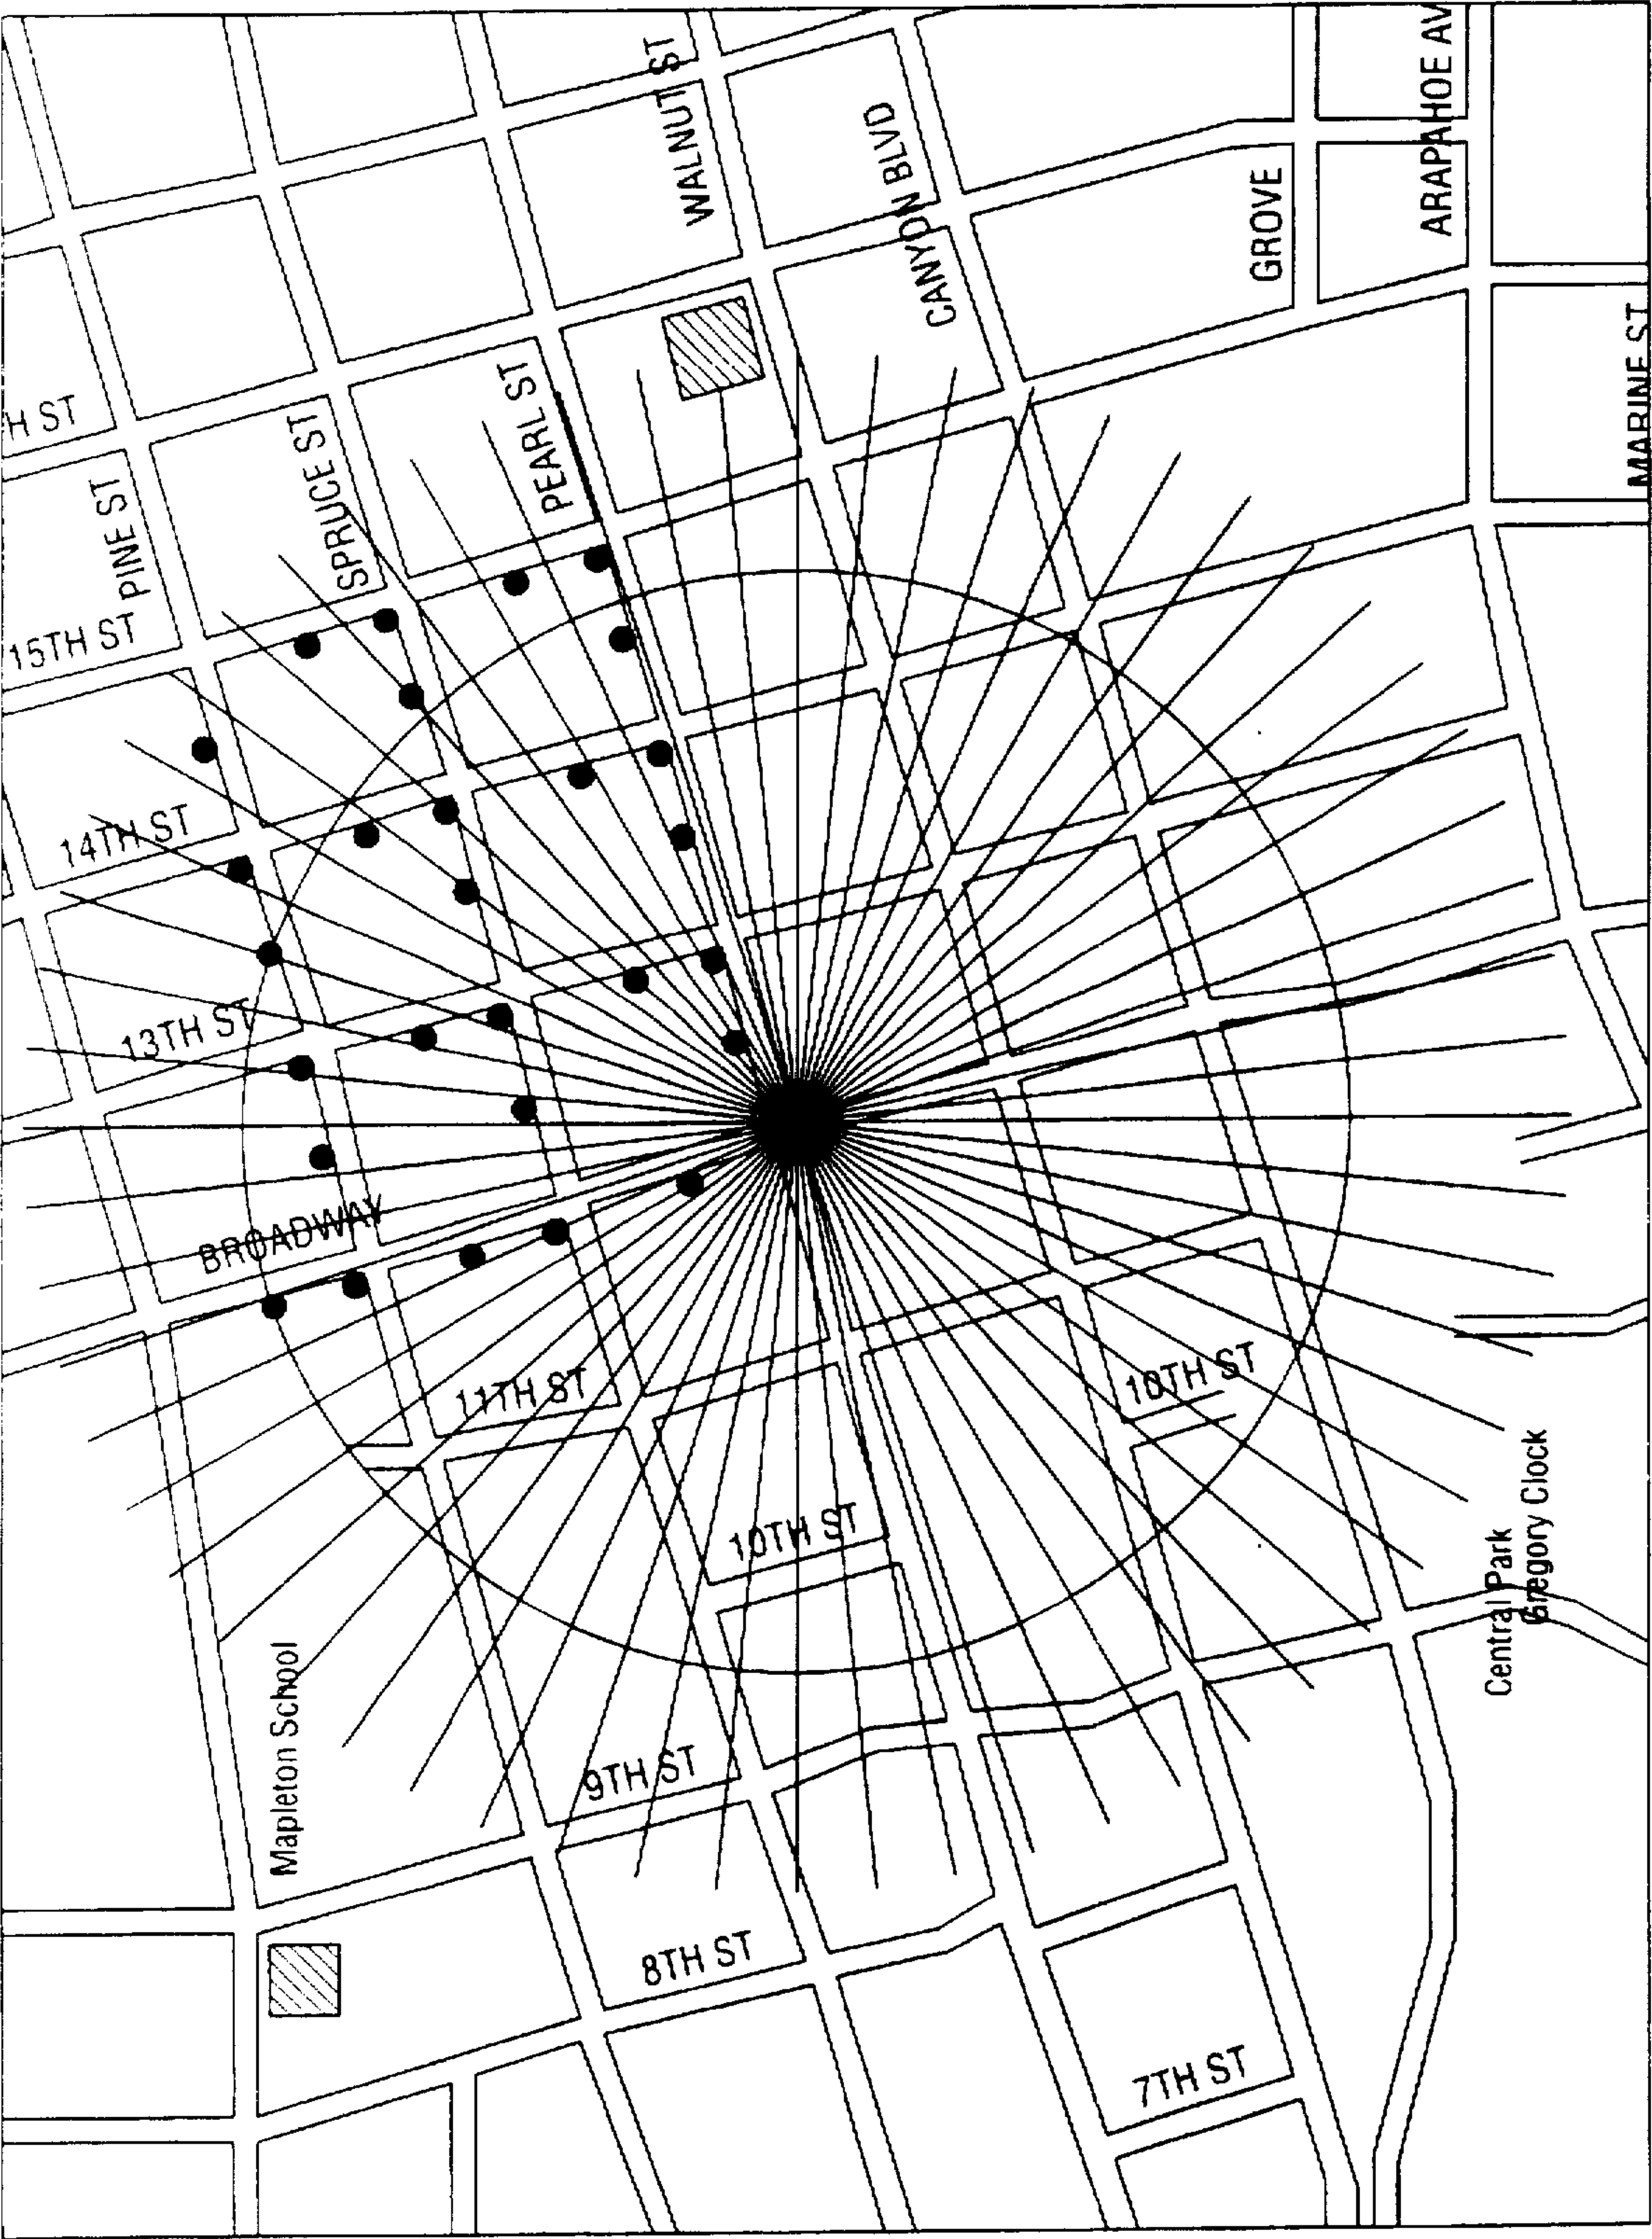 WALNUT ST
CANYON BLVD
GROVE
ARAPAHOE AV
MARINE ST
PEARL ST
SPRUCE ST
PINE ST
H ST
15TH ST
14TH ST
13TH ST
BROADWAY
11TH ST
10TH ST
10TH ST
9TH ST
8TH ST
7TH ST
Mapleton School
Central Park
Gregory Clock